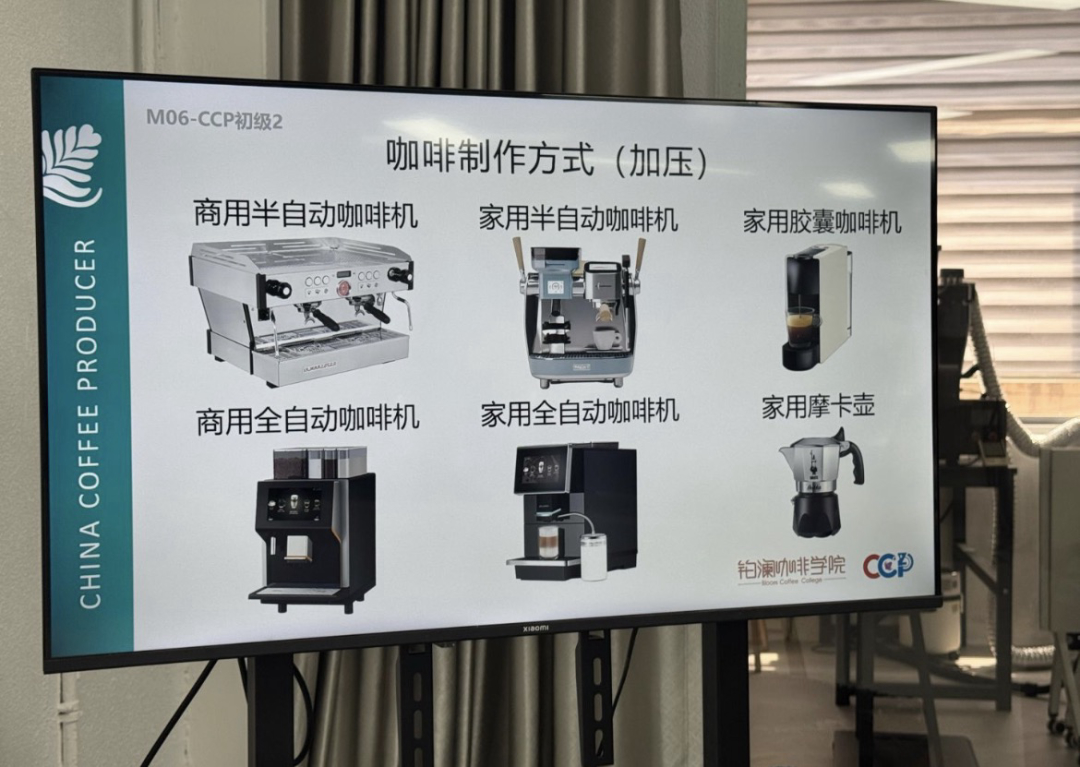 M06-CCP初级2
咖啡制作方式（加压）
商用半自动咖啡机
家用半自动咖啡机
家用胶囊咖啡机
商用全自动咖啡机
家用全自动咖啡机
家用摩卡壶
CHINA COFFEE PRODUCER
铂澜咖啡学院
CCP
xiaomi